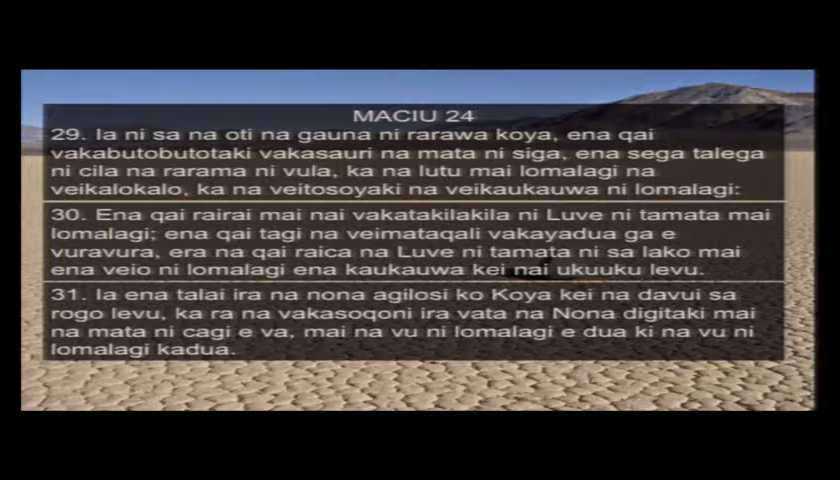 MACIU 24
29. Ia ni sa na oti na gauna ni rarawa koya, ena qai
vakabutobutotaki vakasauri na mata ni siga, ena sega talega
ni cila na rarama ni vula, ka na lutu mai lomalagi na
veikalokalo, ka na veitosoyaki na veikaukauwa ni lomalagi:
30. Ena qai rairai mai nai vakatakilakila ni Luve ni tamata mai
lomalagi; ena qai tagi na veimataqali vakayadua ga e
vuravura, era na qai raica na Luve ni tamata ni sa lako mai
ena veio ni lomalagi ena kaukauwa kei nai ukuuku levu.
31. Ia ena talai ira na nona agilosi ko Koya kei na davui sa
rogo levu, ka ra na vakasoqoni ira vata na Nona digitaki mai
na mata ni cagi e va, mai na vu ni lomalagi e dua ki na vu ni
lomalagi kadua.